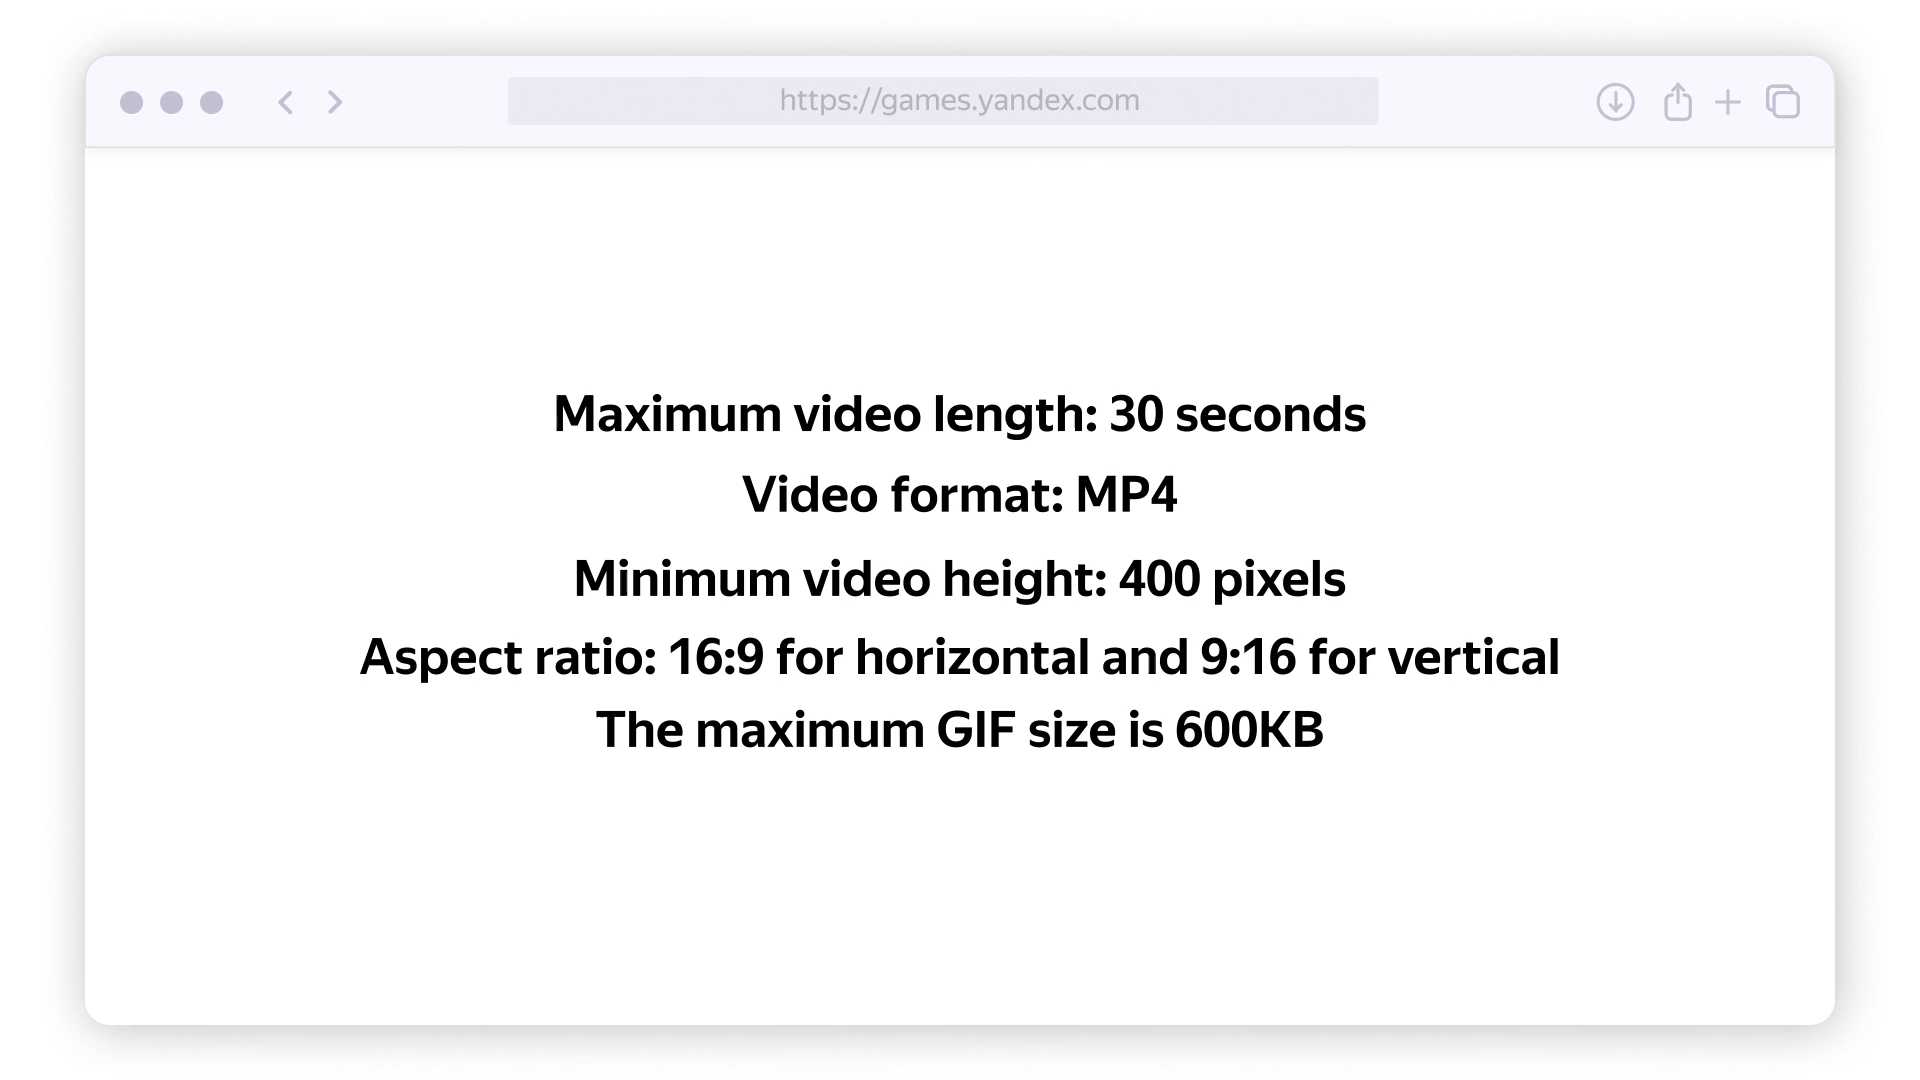 https://games.yandex.com
Maximum video length: 30 seconds
Video format: MP4
Minimum video height: 400 pixels
Aspect ratio: 16:9 for horizontal and 9:16 for vertical
The maximum GIF size is 600KB